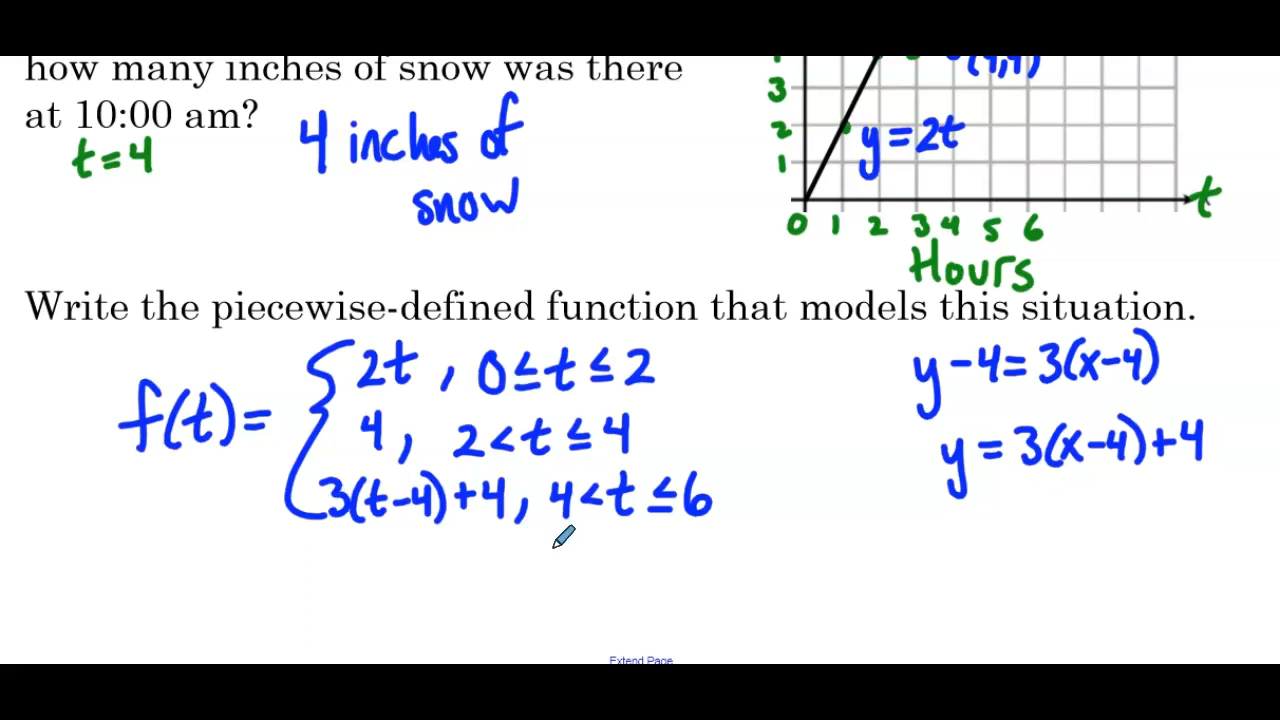 how many inches of snow was there
at 10:00 am?
t=4
4 inches of
snow
(4,4)
3
2
1
y=2t
0 1 2 3 4 5 6
t
Hours
Write the piecewise-defined function that models this situation.
f(t)= { 2t, 0≤t≤2
4, 2<t≤4
3(t-4)+4, 4<t≤6
y-4=3(x-4)
y=3(x-4)+4
Extend Page